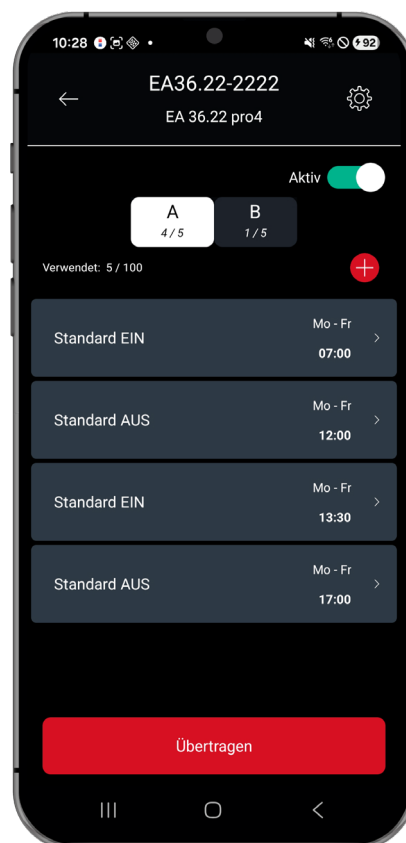 10:28
92
EA36.22-2222
EA 36.22 pro4
Aktiv
A
4 / 5
B
1 / 5
Verwendet: 5 / 100
Standard EIN
Mo - Fr
07:00
Standard AUS
Mo - Fr
12:00
Standard EIN
Mo - Fr
13:30
Standard AUS
Mo - Fr
17:00
Übertragen